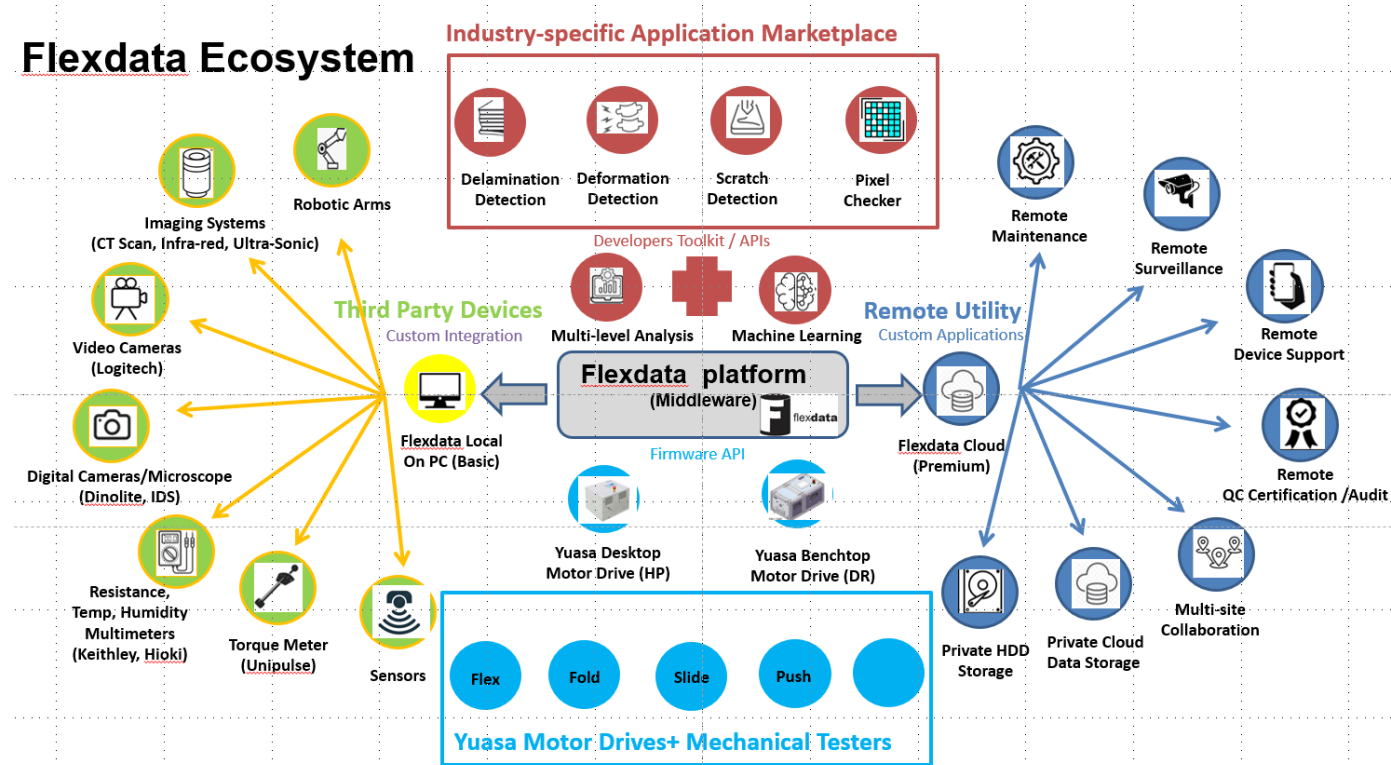 Flexdata Ecosystem
Industry-specific Application Marketplace
Delamination
Detection
Deformation
Detection
Scratch
Detection
Pixel
Checker
Developers Toolkit / APIs
Multi-level Analysis
Machine Learning
Robotic Arms
Imaging Systems
(CT Scan, Infra-red, Ultra-Sonic)
Video Cameras
(Logitech)
Digital Cameras/Microscope
(Dinolite, IDS)
Resistance,
Temp, Humidity
Multimeters
(Keithley, Hioki)
Torque Meter
(Unipulse)
Sensors
Third Party Devices
Custom Integration
Flexdata Local
On PC (Basic)
Flexdata platform
(Middleware)
F
flexdata
Firmware API
Remote Utility
Custom Applications
Flexdata Cloud
(Premium)
Remote
Maintenance
Remote
Surveillance
Remote
Device Support
Remote
QC Certification /Audit
Multi-site
Collaboration
Private Cloud
Data Storage
Private HDD
Storage
Yuasa Desktop
Motor Drive (HP)
Yuasa Benchtop
Motor Drive (DR)
Flex
Fold
Slide
Push
Yuasa Motor Drives+ Mechanical Testers